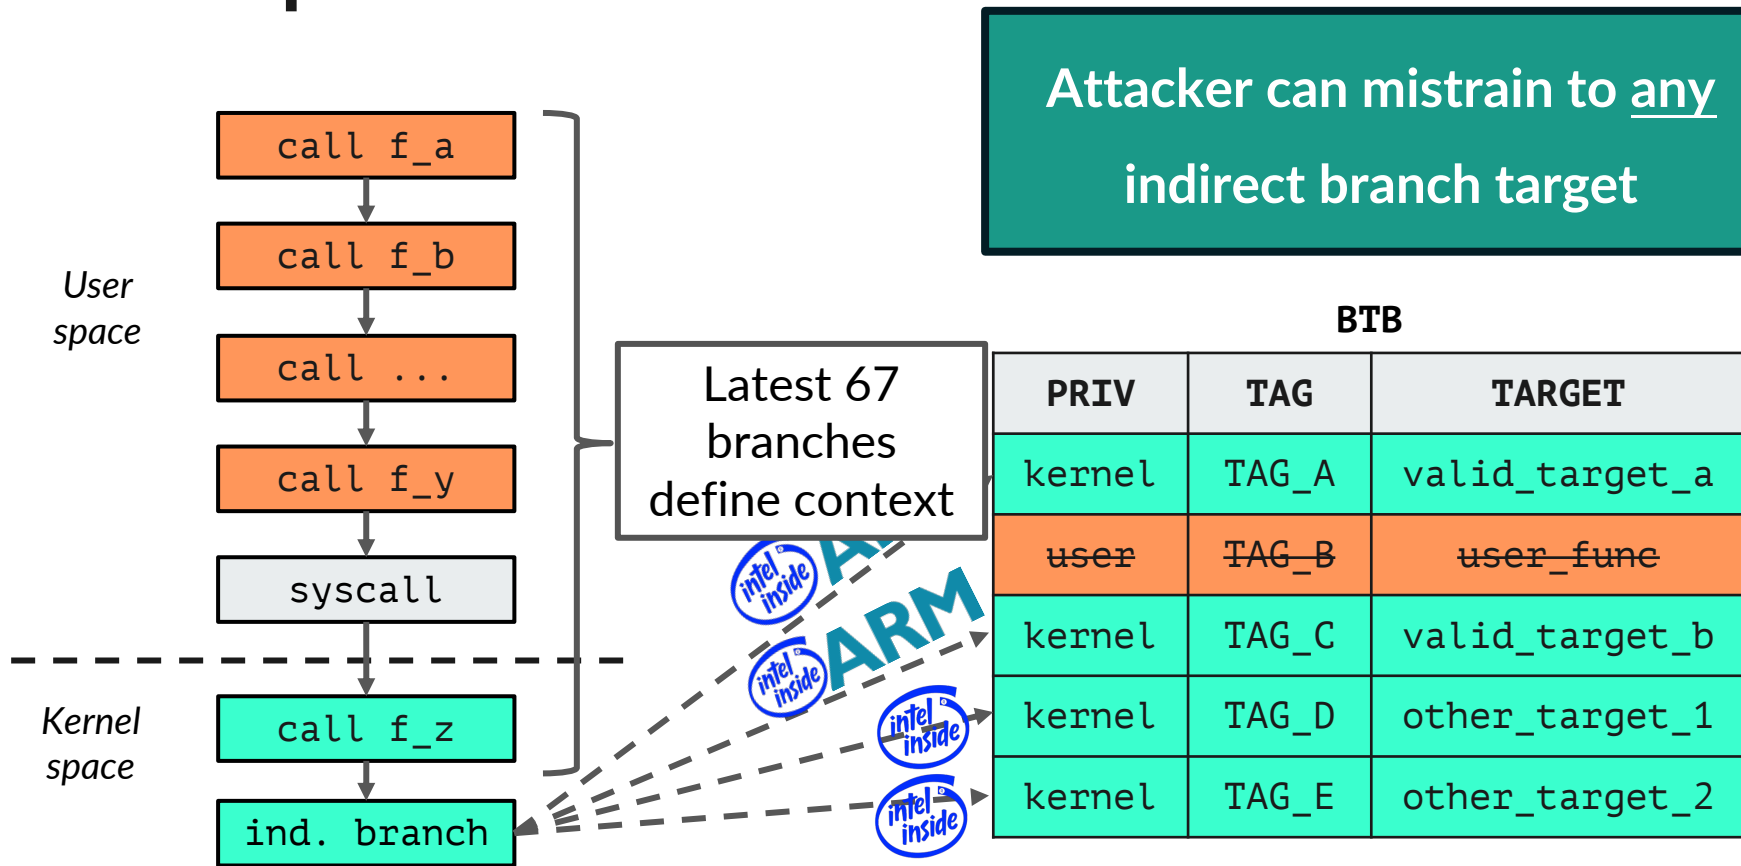 Attacker can mistrain to any
indirect branch target
User
space
call f_a
call f_b
call ...
call f_y
syscall
Kernel
space
call f_z
ind. branch
Latest 67
branches
define context
intel
inside
intel
inside
ARM
intel
inside
intel
inside
BTB
PRIV TAG TARGET
kernel TAG_A valid_target_a
user TAG_B user_func
kernel TAG_C valid_target_b
kernel TAG_D other_target_1
kernel TAG_E other_target_2